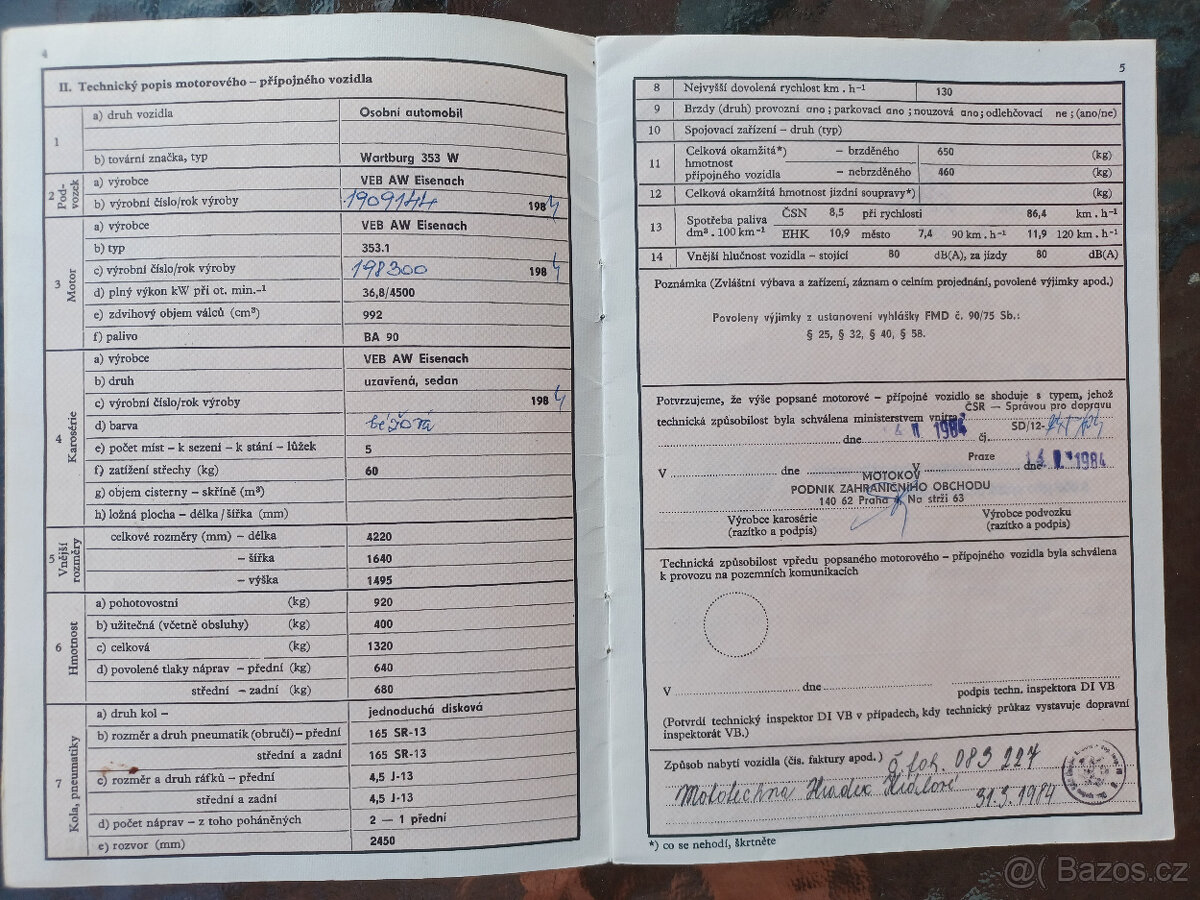 4
II. Technický popis motorového – přípojného vozidla
1
a) druh vozidla Osobní automobil
b) tovární značka, typ Wartburg 353 W
2 Pod-vozek
a) výrobce VEB AW Eisenach
b) výrobní číslo/rok výroby 1909144 1984
3 Motor
a) výrobce VEB AW Eisenach
b) typ 353.1
c) výrobní číslo/rok výroby 198300 1984
d) plný výkon kW při ot. min.-¹ 36,8/4500
e) zdvihový objem válců (cm³) 992
f) palivo BA 90
4 Karosérie
a) výrobce VEB AW Eisenach
b) druh uzavřená, sedan
c) výrobní číslo/rok výroby 1984
d) barva béžová
e) počet míst – k sezení – k stání – lůžek 5
f) zatížení střechy (kg) 60
g) objem cisterny – skříně (m³)
h) ložná plocha – délka/šířka (mm)
5 Vnější rozměry
celkové rozměry (mm) – délka 4220
– šířka 1640
– výška 1495
6 Hmotnost
a) pohotovostní (kg) 920
b) užitečná (včetně obsluhy) (kg) 400
c) celková (kg) 1320
d) povolené tlaky náprav – přední (kg) 640
střední – zadní (kg) 680
7 Kola, pneumatiky
a) druh kol – jednoduchá disková
b) rozměr a druh pneumatik (obručí) – přední 165 SR-13
střední a zadní 165 SR-13
c) rozměr a druh ráfků – přední 4,5 J-13
střední a zadní 4,5 J-13
d) počet náprav – z toho poháněných 2 — 1 přední
e) rozvor (mm) 2450
5
8 Nejvyšší dovolená rychlost km . h-¹ 130
9 Brzdy (druh) provozní ano; parkovací ano; nouzová ano; odlehčovací ne; (ano/ne)
10 Spojovací zařízení – druh (typ)
11 Celková okamžitá*) – brzděného 650 (kg)
hmotnost
přípojného vozidla – nebrzděného 460 (kg)
12 Celková okamžitá hmotnost jízdní soupravy*) (kg)
13 Spotřeba paliva ČSN 8,5 při rychlosti 86,4 km . h-¹
dm³ . 100 km-¹ EHK 10,9 město 7,4 90 km . h-¹ 11,9 120 km . h-¹
14 Vnější hlučnost vozidla – stojící 80 dB(A), za jízdy 80 dB(A)
Poznámka (Zvláštní výbava a zařízení, záznam o celním projednání, povolené výjimky apod.)
Povoleny výjimky z ustanovení vyhlášky FMD č. 90/75 Sb.:
§ 25, § 32, § 40, § 58.
Potvrzujeme, že výše popsané motorové – přípojné vozidlo se shoduje s typem, jehož
technická způsobilost byla schválena ministerstvem vnitra ČSR — Správou pro dopravu
dne 1984 čj. SD/12-
V dne V Praze dne 1984
MOTOKOV
PODNIK ZAHRANIČNÍHO OBCHODU
140 62 Praha Na strži 63
Výrobce karosérie Výrobce podvozku
(razítko a podpis) (razítko a podpis)
Technická způsobilost vpředu popsaného motorového – přípojného vozidla byla schválena
k provozu na pozemních komunikacích
V dne
podpis techn. inspektora DI VB
(Potvrdí technický inspektor DI VB v případech, kdy technický průkaz vystavuje dopravní
inspektorát VB.)
Způsob nabytí vozidla (čís. faktury apod.) č. fak. 083 227
Mototechna Hradec Králové 31.3.1984
*) co se nehodí, škrtněte
@( Bazos.cz